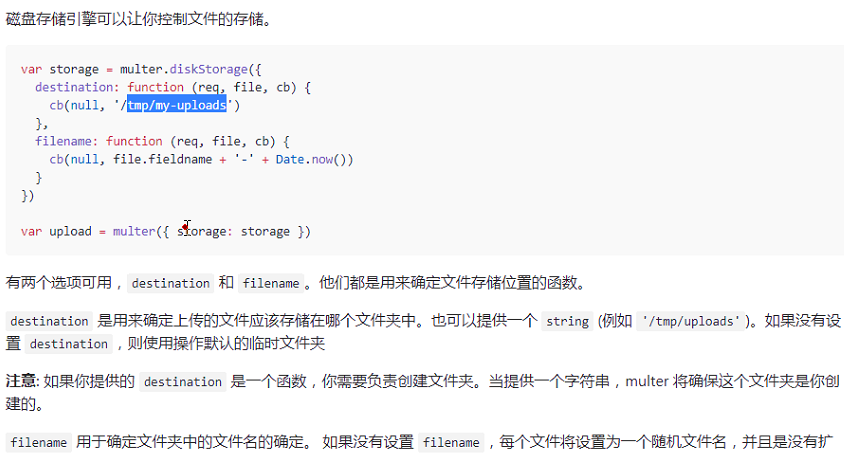 磁盘存储引擎可以让你控制文件的存储。
var storage = multer.diskStorage({
destination: function (req, file, cb) {
cb(null, '/tmp/my-uploads')
},
filename: function (req, file, cb) {
cb(null, file.fieldname + '-' + Date.now())
}
})
var upload = multer({ storage: storage })
有两个选项可用，destination 和 filename。他们都是用来确定文件存储位置的函数。
destination 是用来确定上传的文件应该存储在哪个文件夹中。也可以提供一个 string (例如 '/tmp/uploads')。如果没有设
置 destination，则使用操作默认的临时文件夹
注意: 如果你提供的 destination 是一个函数，你需要负责创建文件夹。当提供一个字符串，multer 将确保这个文件夹是你创
建的。
filename 用于确定文件夹中的文件名的确定。 如果没有设置 filename，每个文件将设置为一个随机文件名，并且是没有扩